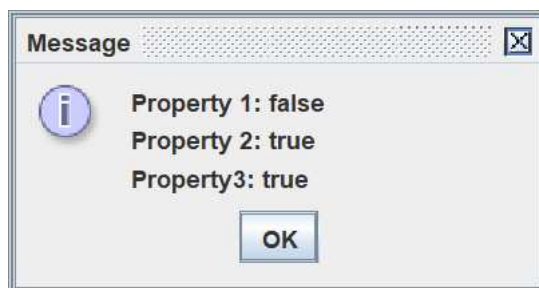 Message
Property 1: false
Property 2: true
Property3: true
OK